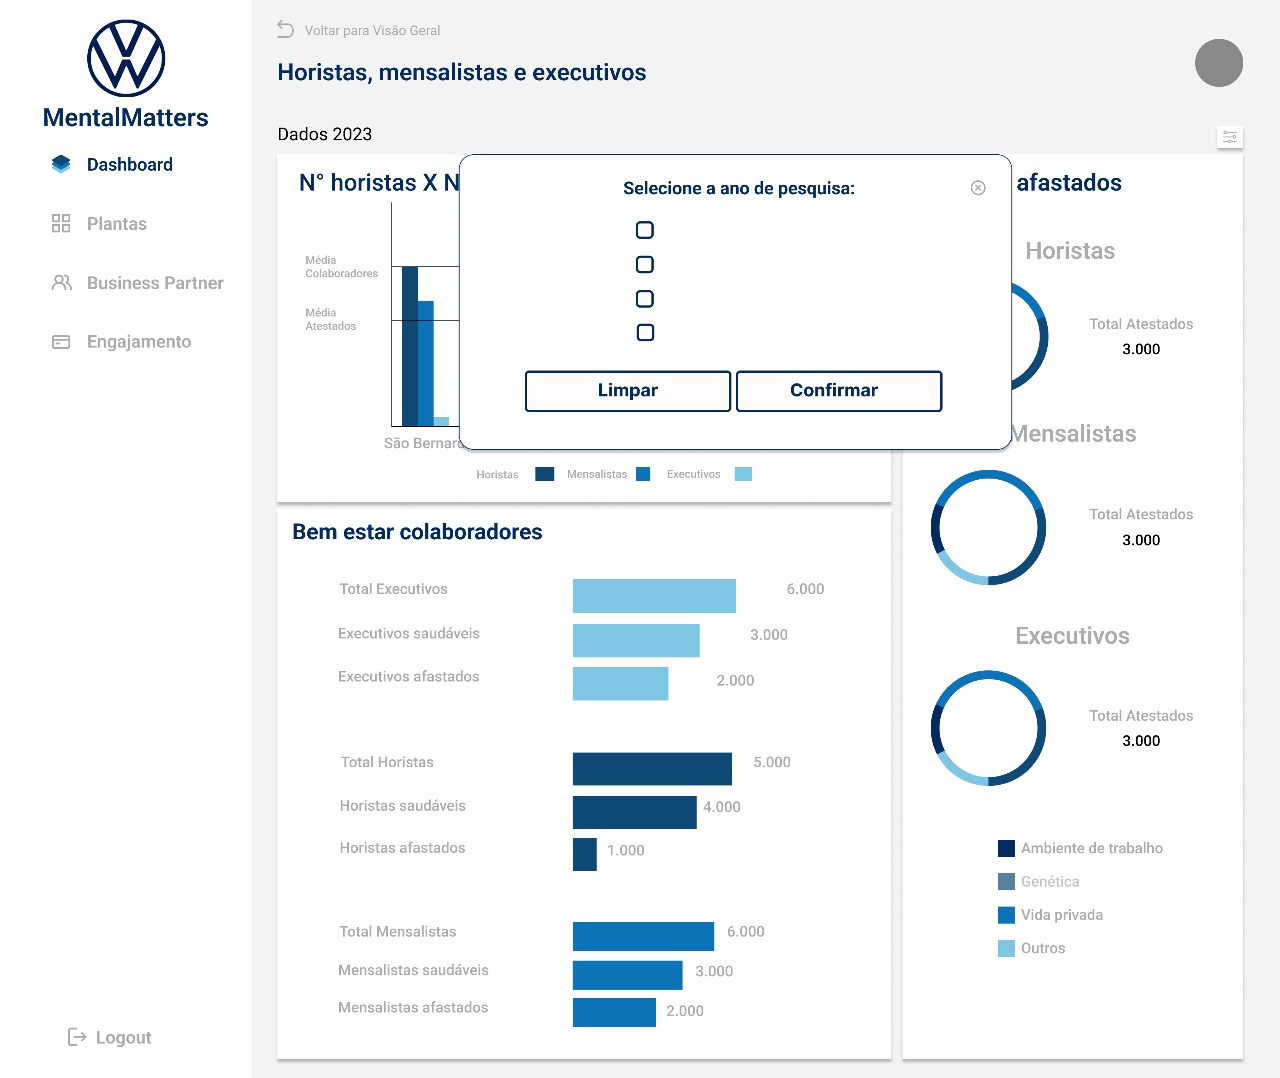 MentalMatters
Dashboard
Plantas
Business Partner
Engajamento
Logout
Voltar para Visão Geral
Horistas, mensalistas e executivos
Dados 2023
N° horistas X N
Média
Colaboradores
Média
Atestados
São Bernard
Horistas
Mensalistas
Executivos
Selecione a ano de pesquisa:
Limpar
Confirmar
Bem estar colaboradores
Total Executivos
6.000
Executivos saudáveis
3.000
Executivos afastados
2.000
Total Horistas
5.000
Horistas saudáveis
4.000
Horistas afastados
1.000
Total Mensalistas
6.000
Mensalistas saudáveis
3.000
Mensalistas afastados
2.000
afastados
Horistas
Total Atestados
3.000
Mensalistas
Total Atestados
3.000
Executivos
Total Atestados
3.000
Ambiente de trabalho
Genética
Vida privada
Outros